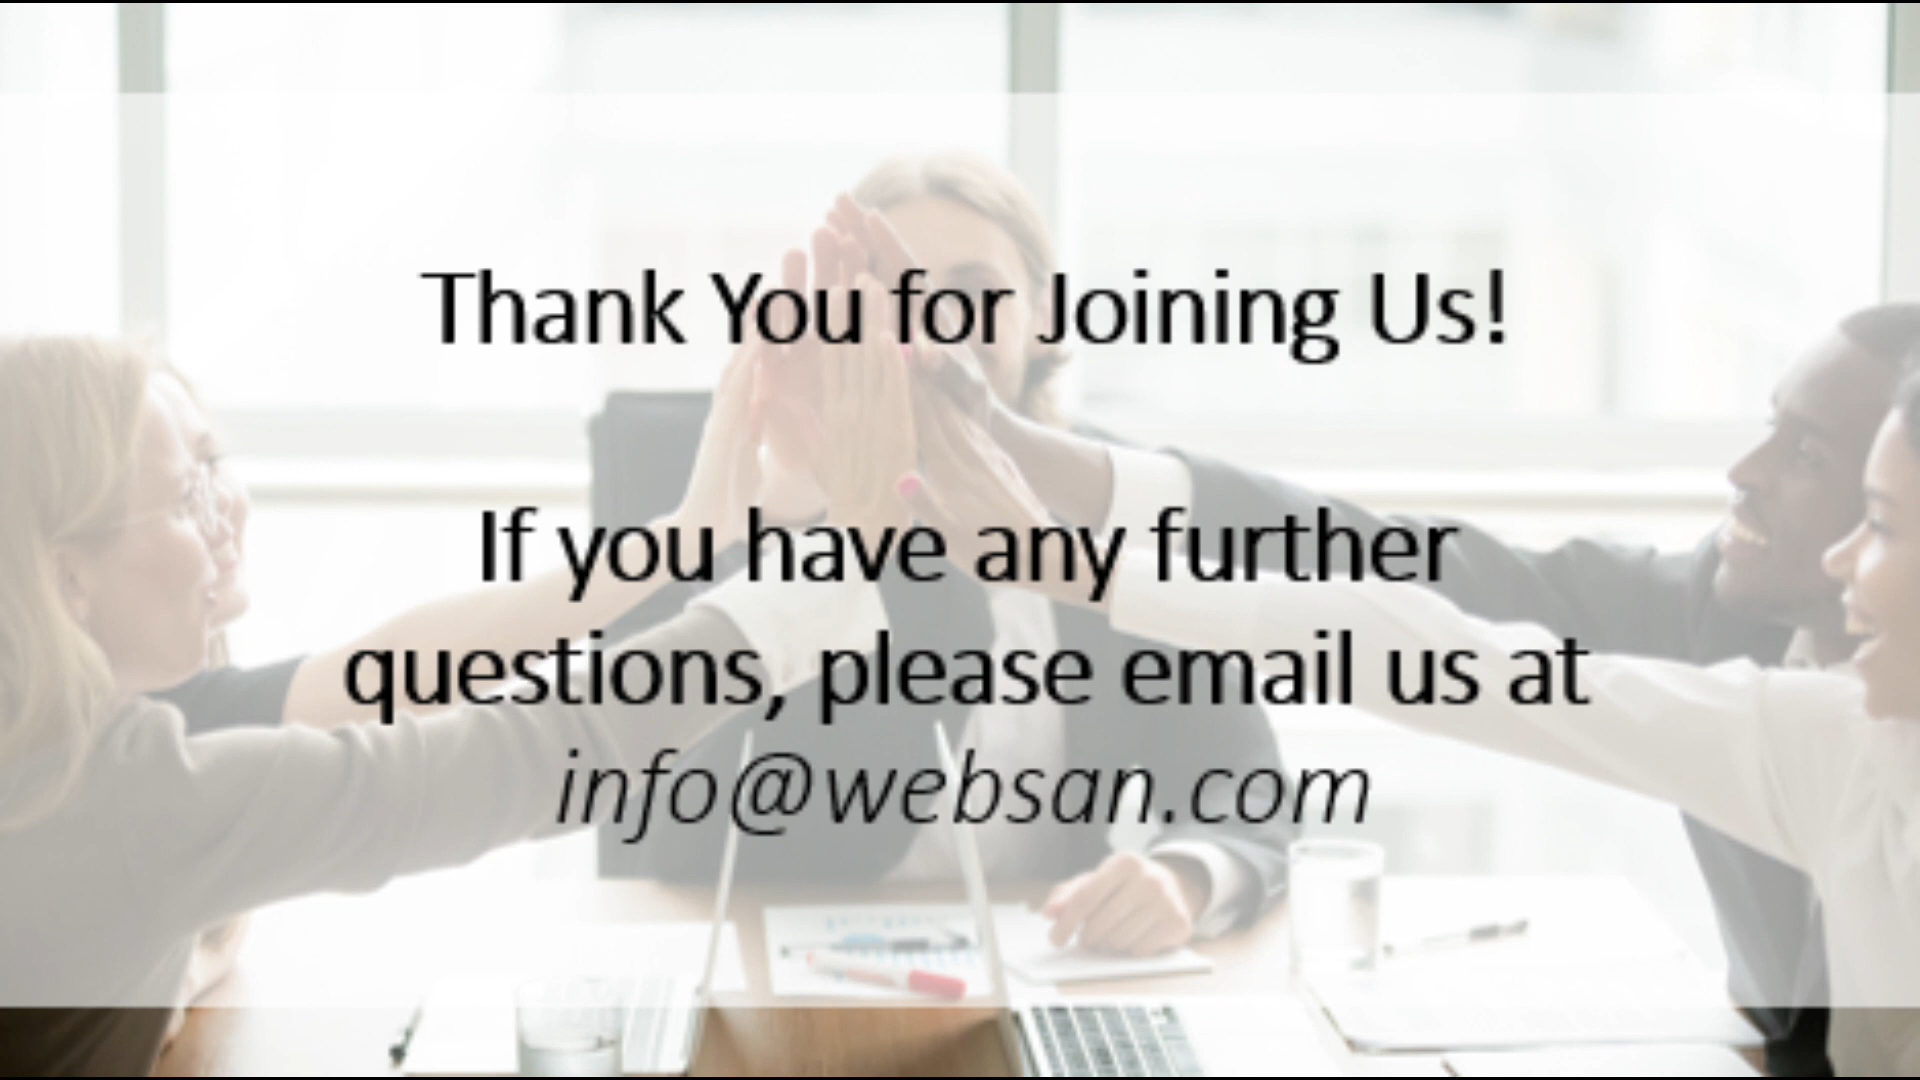 Thank You for Joining Us!
If you have any further
questions, please email us at
info@websan.com